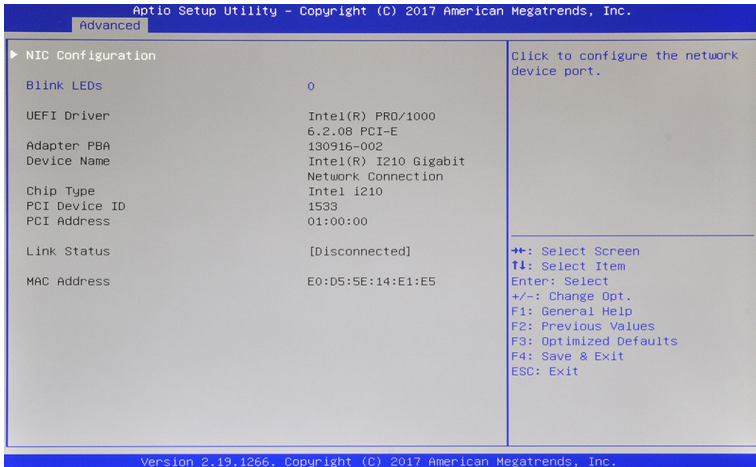 Aptio Setup Utility – Copyright (C) 2017 American Megatrends, Inc.
Advanced
NIC Configuration
Blink LEDs 0
UEFI Driver Intel(R) PRO/1000
6.2.08 PCI-E
Adapter PBA 130916-002
Device Name Intel(R) I210 Gigabit
Network Connection
Chip Type Intel i210
PCI Device ID 1533
PCI Address 01:00:00
Link Status [Disconnected]
MAC Address E0:D5:5E:14:E1:E5
Click to configure the network
device port.
→←: Select Screen
↑↓: Select Item
Enter: Select
+/-: Change Opt.
F1: General Help
F2: Previous Values
F3: Optimized Defaults
F4: Save & Exit
ESC: Exit
Version 2.19.1266. Copyright (C) 2017 American Megatrends, Inc.